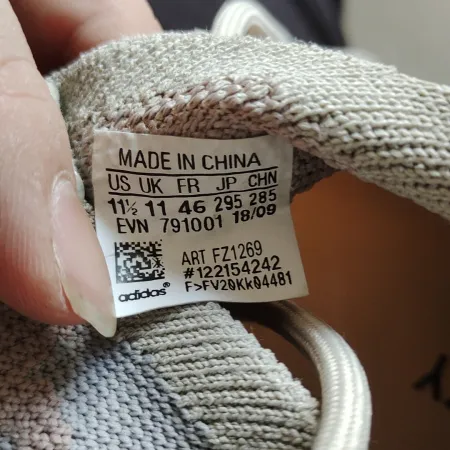 MADE IN CHINA
US UK FR JP CHN
11½ 11 46 295 285
EVN 791001 18/09
ART FZ1269
#122154242
F>FV20Kk04481
adidas